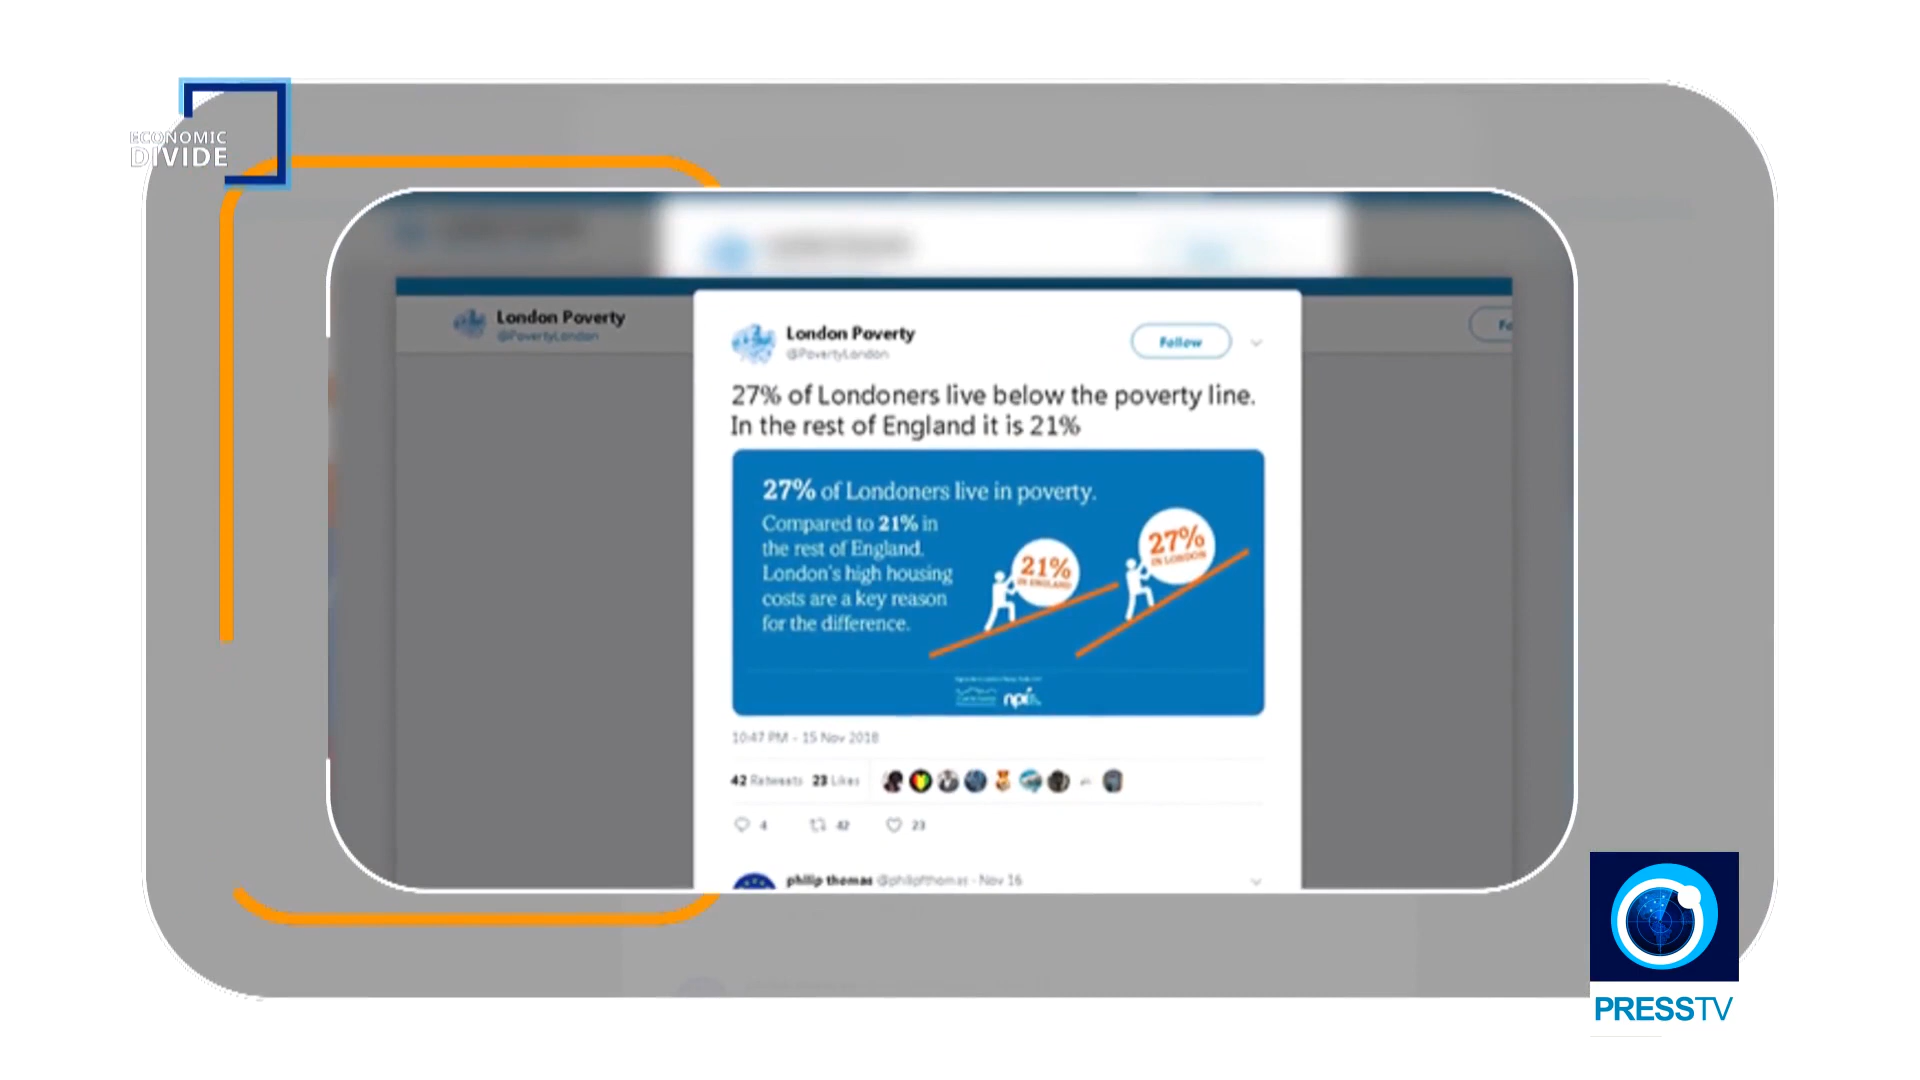 ECONOMIC
DIVIDE
London Poverty
@PovertyLondon
London Poverty
@PovertyLondon
Follow
27% of Londoners live below the poverty line.
In the rest of England it is 21%
27% of Londoners live in poverty.
Compared to 21% in
the rest of England.
London's high housing
costs are a key reason
for the difference.
21%
IN ENGLAND
27%
IN LONDON
npi
10:47 PM - 15 Nov 2018
42 Retweets 23 Likes
4 42 23
philip thomas @philipfthomas - Nov 16
PRESSTV